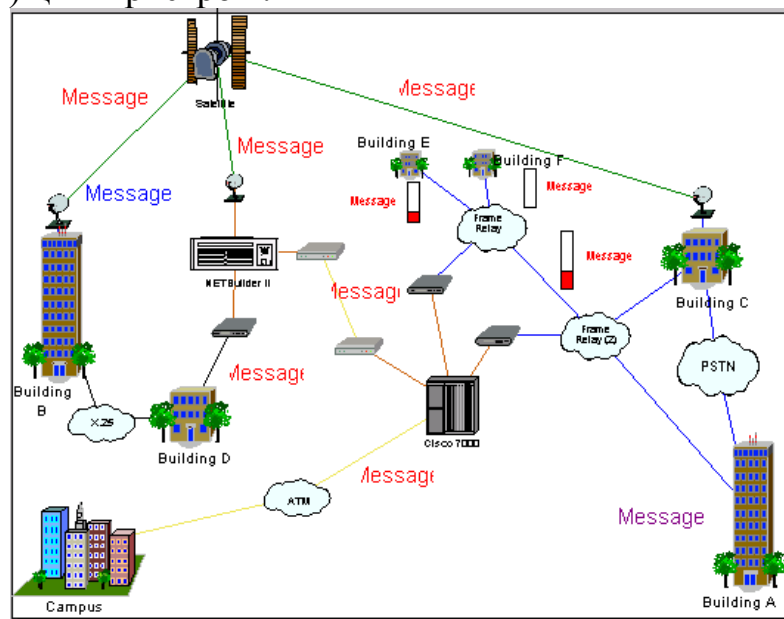 Message
Satellite
Message
Message
Message
Building E
Building F
Message
Message
Message
Frame
Relay
Message
NETBuilder II
Building C
Frame
Relay (2)
PSTN
Message
Building
B
X.25
Building D
Cisco 7000
Message
ATM
Message
Campus
Building A